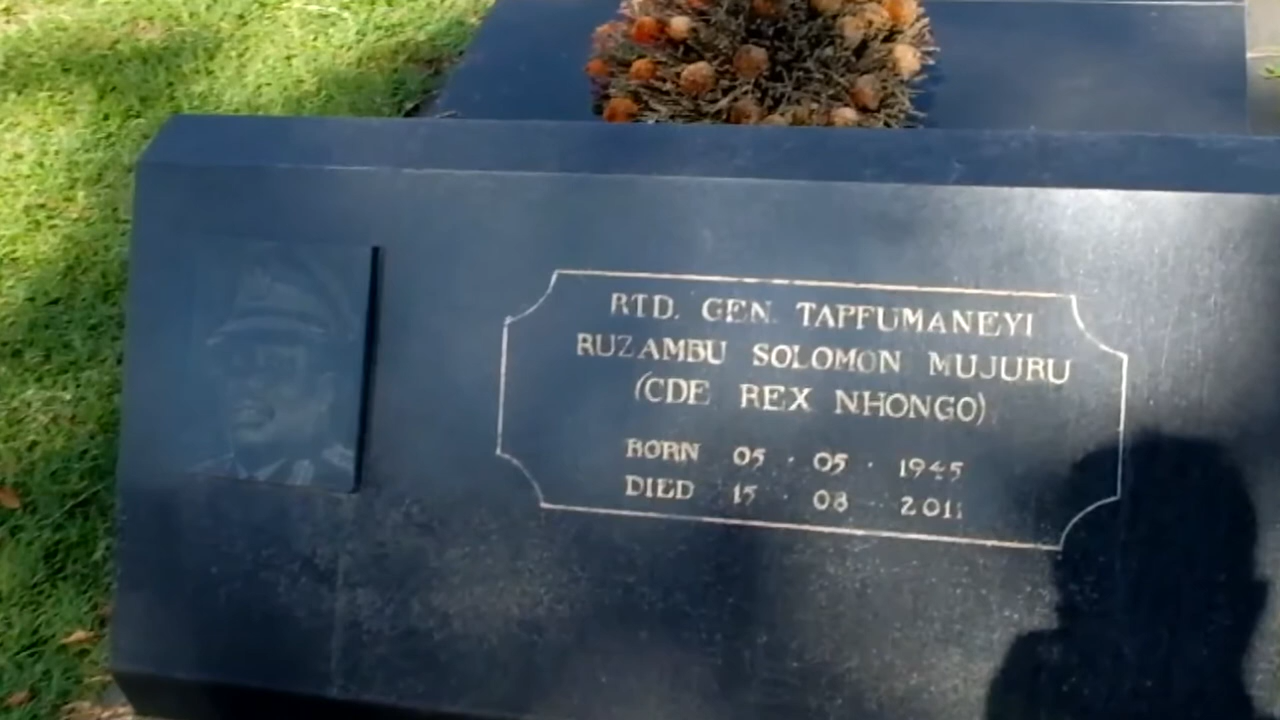 RTD. GEN. TAPFUMANEYI
RUZAMBU SOLOMON MUJURU
(CDE REX NHONGO)
BORN 05 · 05 · 1945
DIED 15 · 08 · 2011